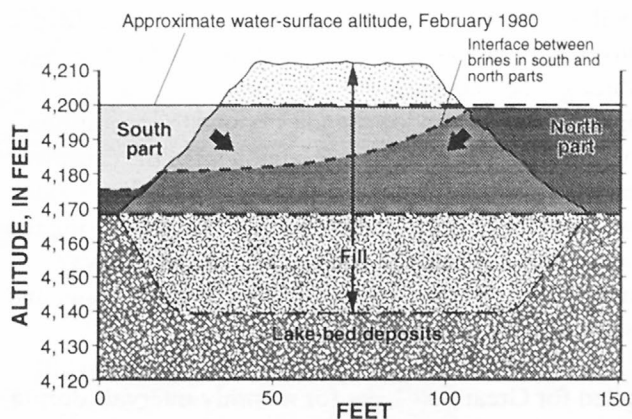 Approximate water-surface altitude, February 1980
Interface between
brines in south and
north parts
4,210
4,200
4,190
4,180
4,170
4,160
4,150
4,140
4,130
4,120
ALTITUDE, IN FEET
South
part
North
part
Fill
Lake-bed deposits
0
50
100
150
FEET